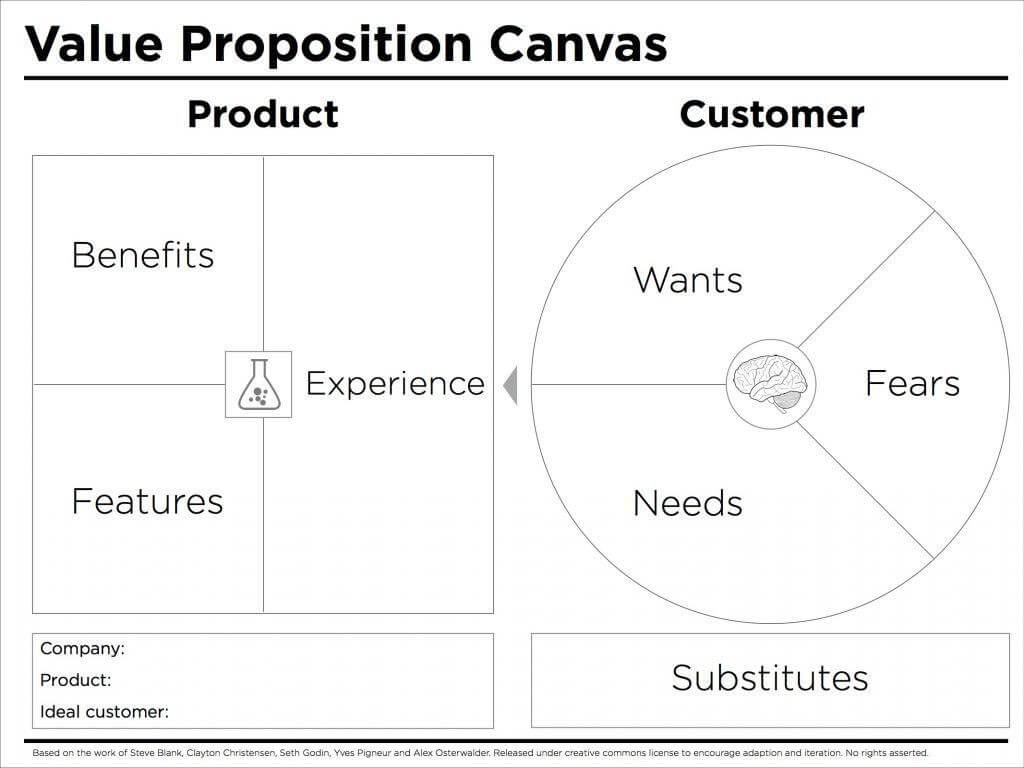 Value Proposition Canvas
Product
Customer
Benefits
Experience
Features
Wants
Fears
Needs
Company:
Product:
Ideal customer:
Substitutes
Based on the work of Steve Blank, Clayton Christensen, Seth Godin, Yves Pigneur and Alex Osterwalder. Released under creative commons license to encourage adaption and iteration. No rights asserted.